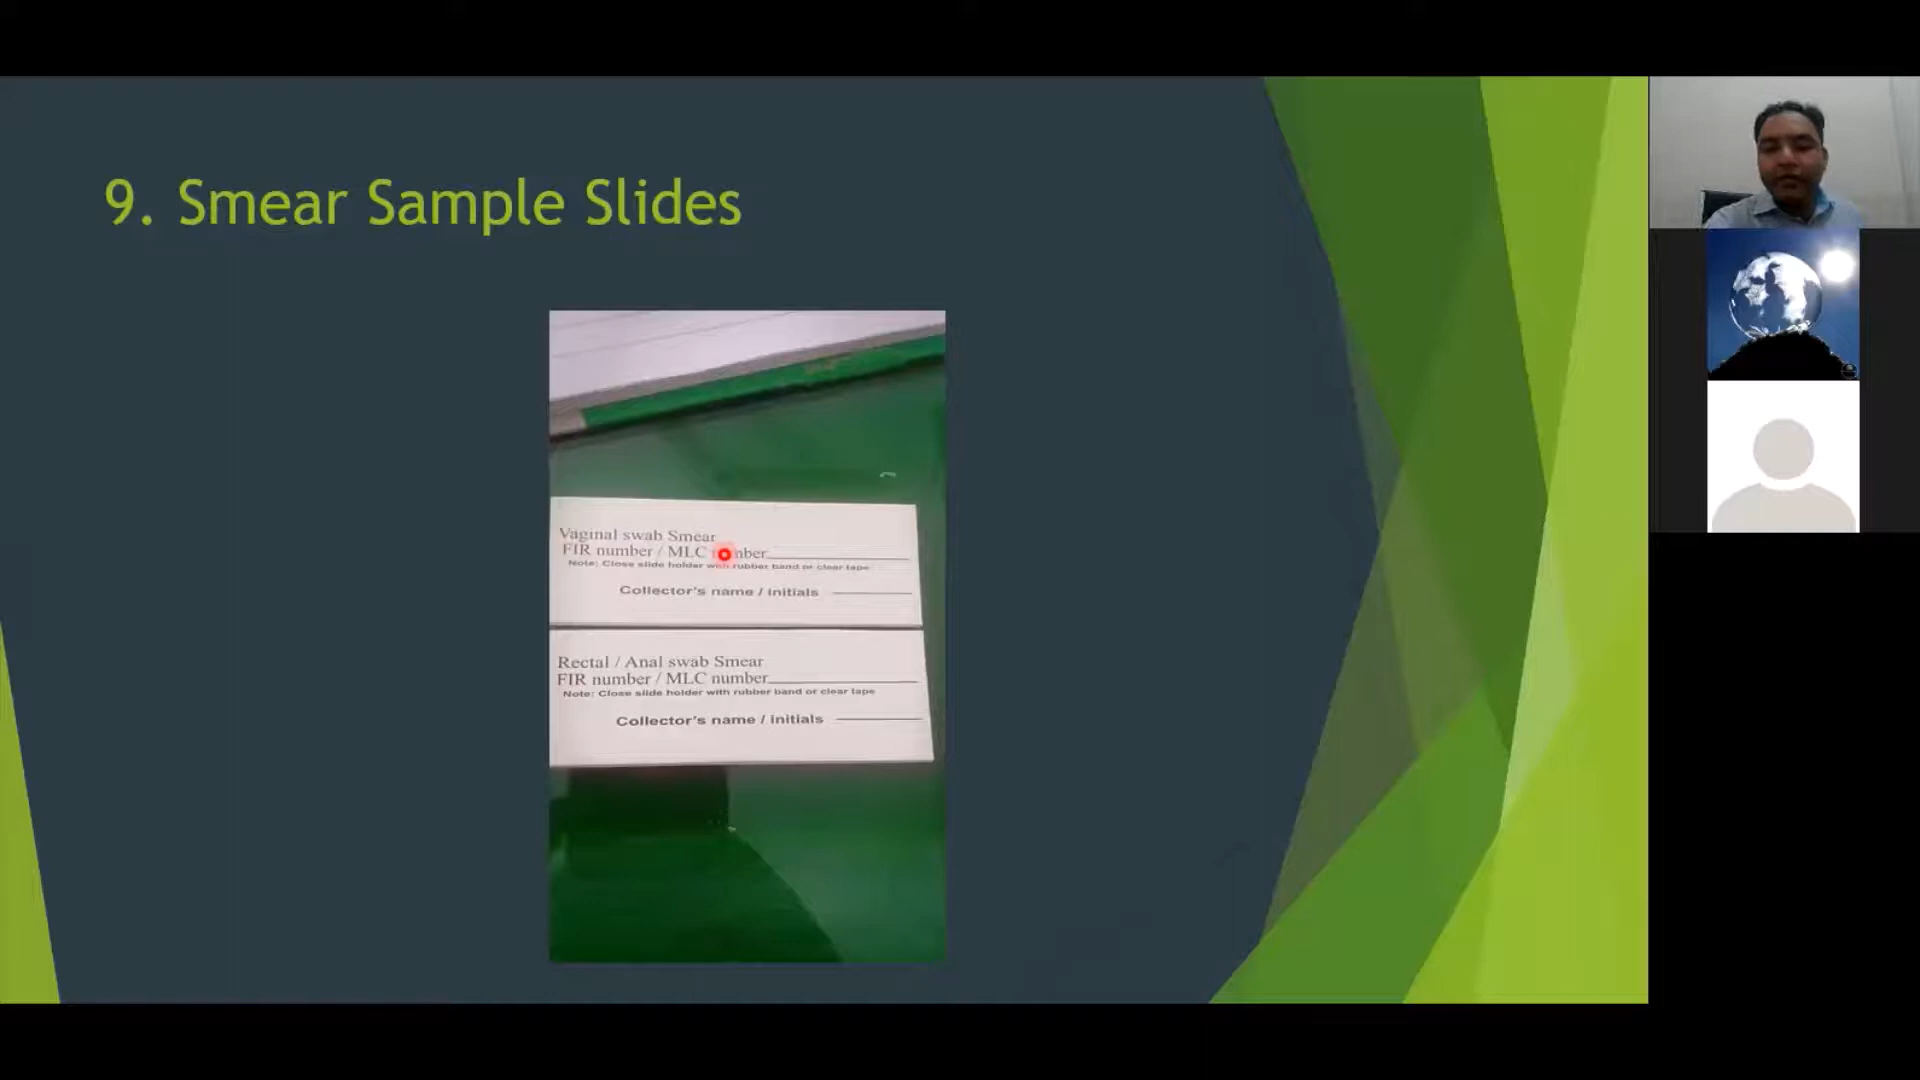 9. Smear Sample Slides
Vaginal swab Smear
FIR number / MLC number
Note: Close slide holder with rubber band or clear tape
Collector's name / initials
Rectal / Anal swab Smear
FIR number / MLC number
Note: Close slide holder with rubber band or clear tape
Collector's name / initials